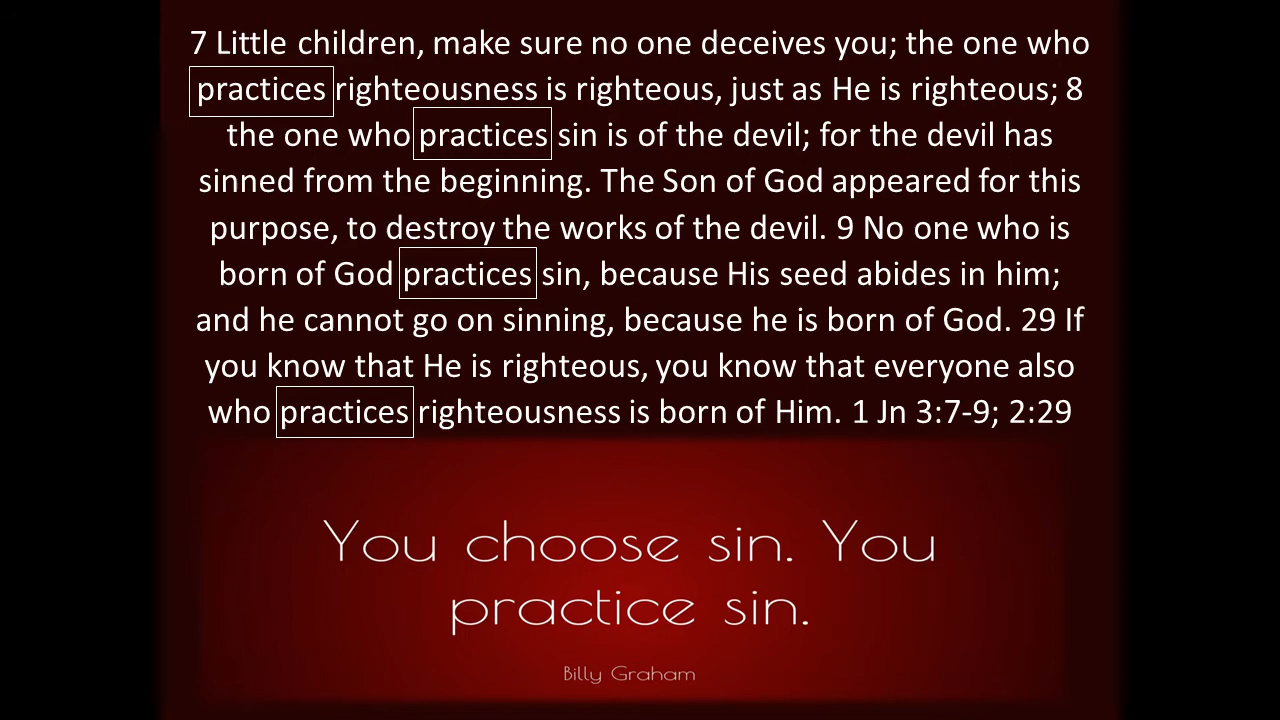 7 Little children, make sure no one deceives you; the one who
practices righteousness is righteous, just as He is righteous; 8
the one who practices sin is of the devil; for the devil has
sinned from the beginning. The Son of God appeared for this
purpose, to destroy the works of the devil. 9 No one who is
born of God practices sin, because His seed abides in him;
and he cannot go on sinning, because he is born of God. 29 If
you know that He is righteous, you know that everyone also
who practices righteousness is born of Him. 1 Jn 3:7-9; 2:29
You choose sin. You
practice sin.
Billy Graham